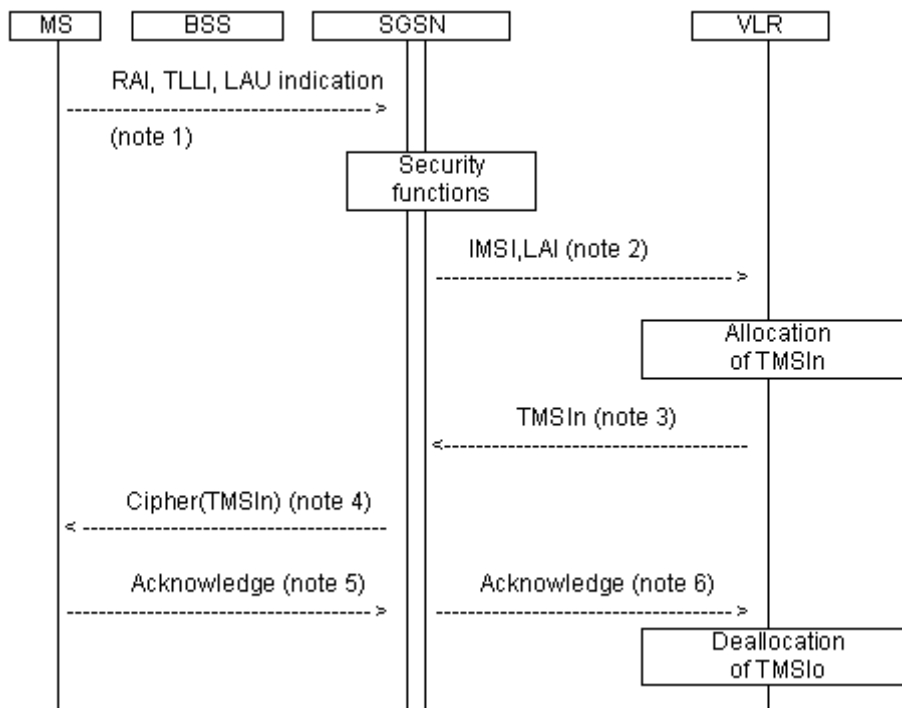 MS BSS SGSN VLR
RAI, TLLI, LAU indication
(note 1)
Security
functions
IMSI,LAI (note 2)
Allocation
of TMSIn
TMSIn (note 3)
Cipher(TMSIn) (note 4)
Acknowledge (note 5) Acknowledge (note 6)
Deallocation
of TMSIo